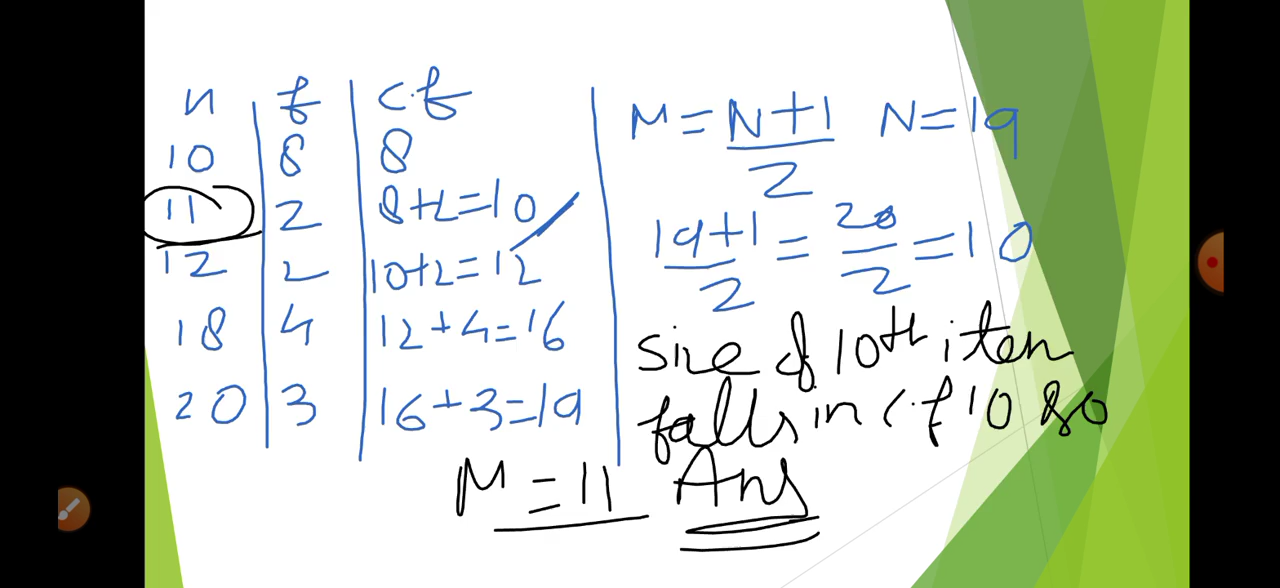 x f c.f
10 8 8
11 2 8+2=10
12 2 10+2=12
18 4 12+4=16
20 3 16+3=19
M = N+1/2 N=19
19+1/2 = 20/2 = 10
size of 10th item
falls in c.f 10 so
M = 11 Ans